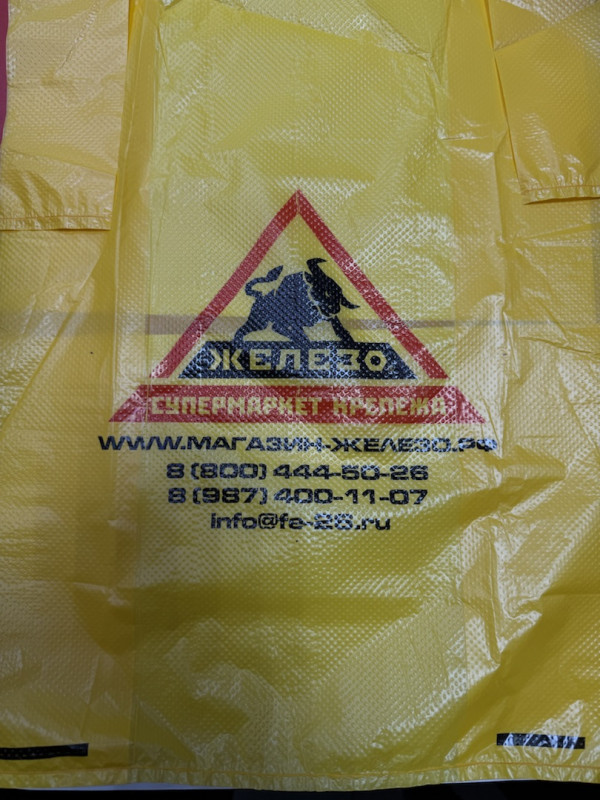 ЖЕЛЕЗО
СУПЕРМАРКЕТ КРЕПЕЖА
WWW.МАГАЗИН-ЖЕЛЕЗО.РФ
8 (800) 444-50-26
8 (987) 400-11-07
info@fe-26.ru